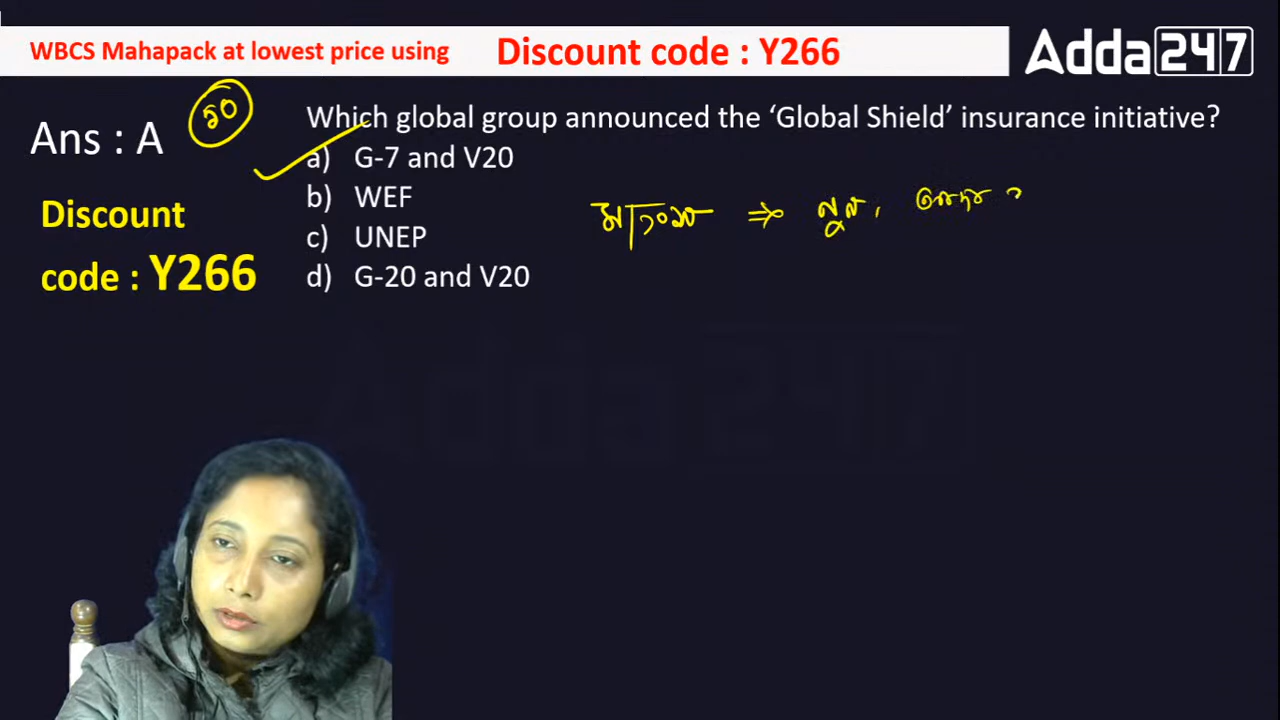 WBCS Mahapack at lowest price using Discount code : Y266
Adda247
Ans : A
Which global group announced the ‘Global Shield’ insurance initiative?
a) G-7 and V20
b) WEF
c) UNEP
d) G-20 and V20
Discount
code : Y266